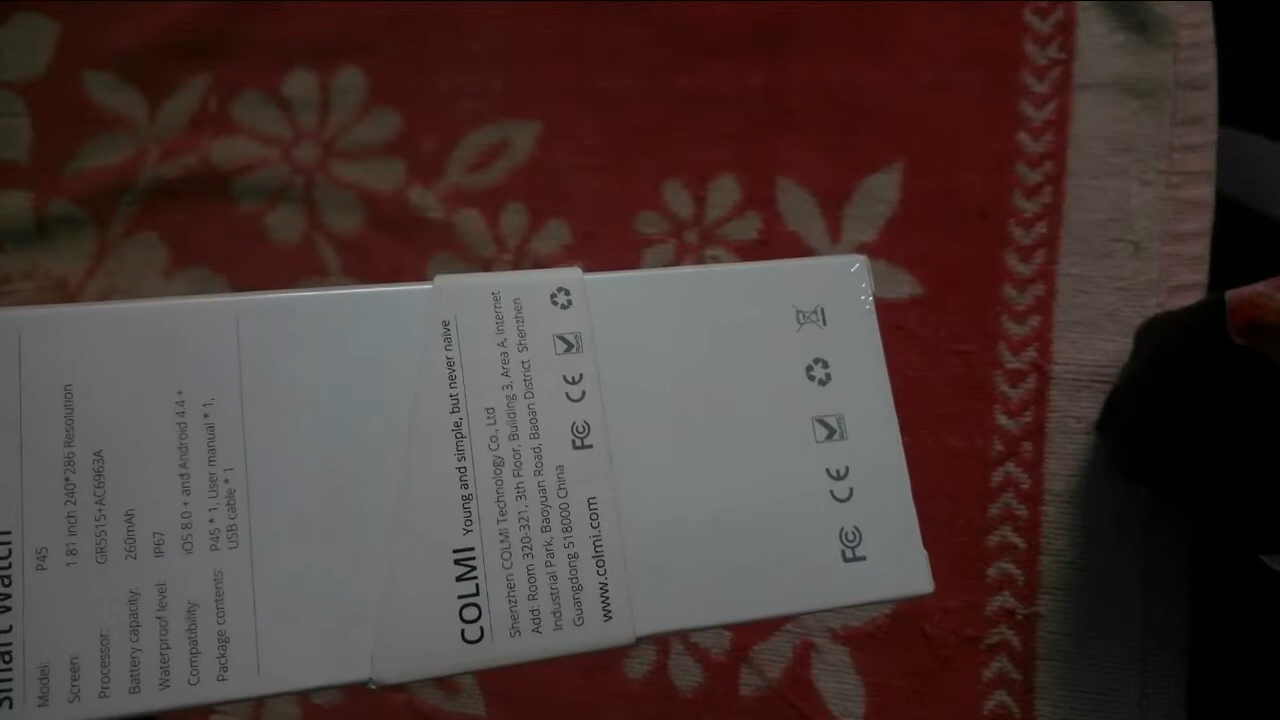 Smart Watch
Model: P45
Screen: 1.81 inch 240*286 Resolution
Processor: GR5515+AC6963A
Battery capacity: 260mAh
Waterproof level: IP67
Compatibility: iOS 8.0 + and Android 4.4 +
Package contents: P45 * 1, User manual * 1,
USB cable * 1
COLMI Young and simple, but never naive
Shenzhen COLMI Technology Co., Ltd
Add: Room 320-321, 3th Floor, Building 3, Area A, Internet
Industrial Park, Baoyuan Road, Baoan District Shenzhen
Guangdong 518000 China
www.colmi.com FC CE RoHS
FC CE RoHS